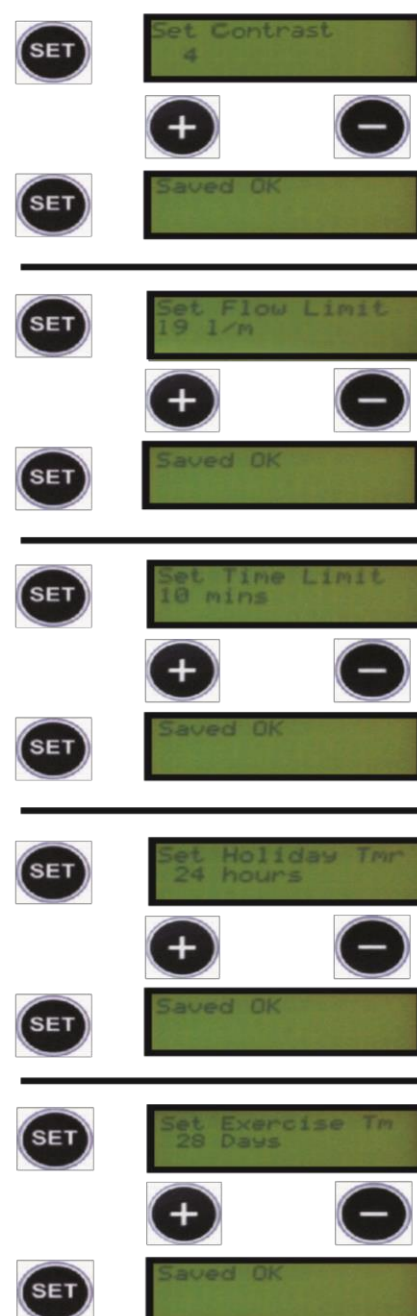 SET
Set Contrast
4
+ −
SET
Saved OK
SET
Set Flow Limit
19 l/m
+ −
SET
Saved OK
SET
Set Time Limit
10 mins
+ −
SET
Saved OK
SET
Set Holiday Tmr
24 hours
+ −
SET
Saved OK
SET
Set Exercise Tm
28 Days
+ −
SET
Saved OK